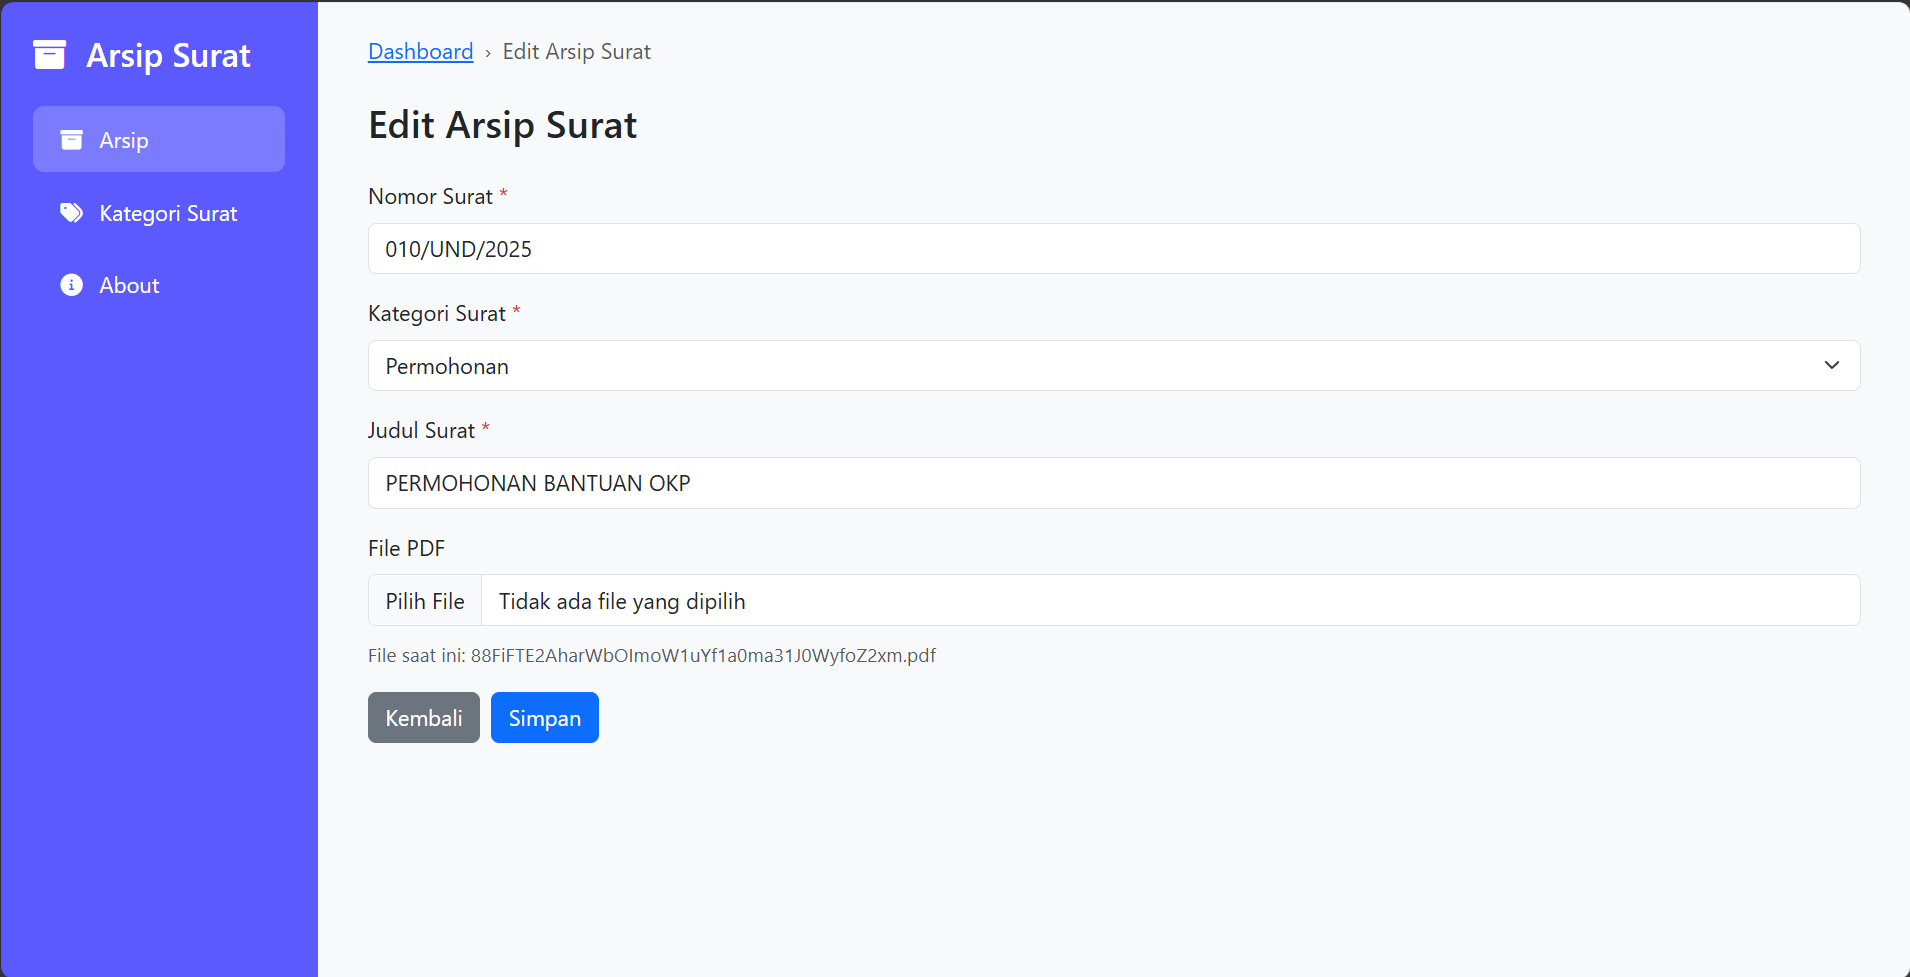 Arsip Surat
Arsip
Kategori Surat
About
Dashboard › Edit Arsip Surat
Edit Arsip Surat
Nomor Surat *
010/UND/2025
Kategori Surat *
Permohonan
Judul Surat *
PERMOHONAN BANTUAN OKP
File PDF
Pilih File Tidak ada file yang dipilih
File saat ini: 88FiFTE2AharWbOImoW1uYf1a0ma31J0WyfoZ2xm.pdf
Kembali Simpan